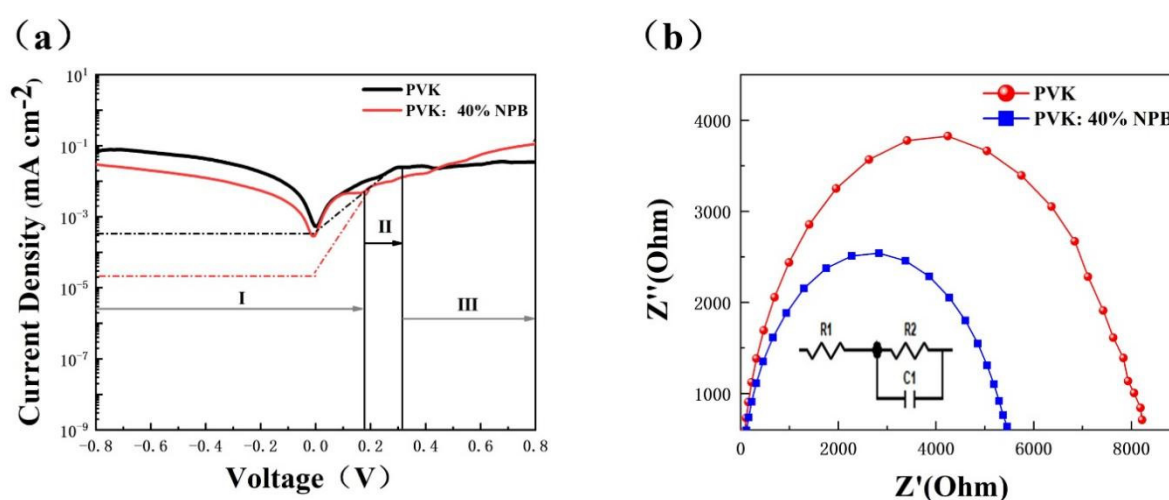 （a）
PVK
PVK: 40% NPB
Current Density (mA cm⁻²)
10¹
10⁻¹
10⁻³
10⁻⁵
10⁻⁷
10⁻⁹
I
II
III
−0.8 −0.6 −0.4 −0.2 0.0 0.2 0.4 0.6 0.8
Voltage（V）
（b）
PVK
PVK: 40% NPB
Z''(Ohm)
4000
3000
2000
1000
R1
R2
C1
0 2000 4000 6000 8000
Z'(Ohm)